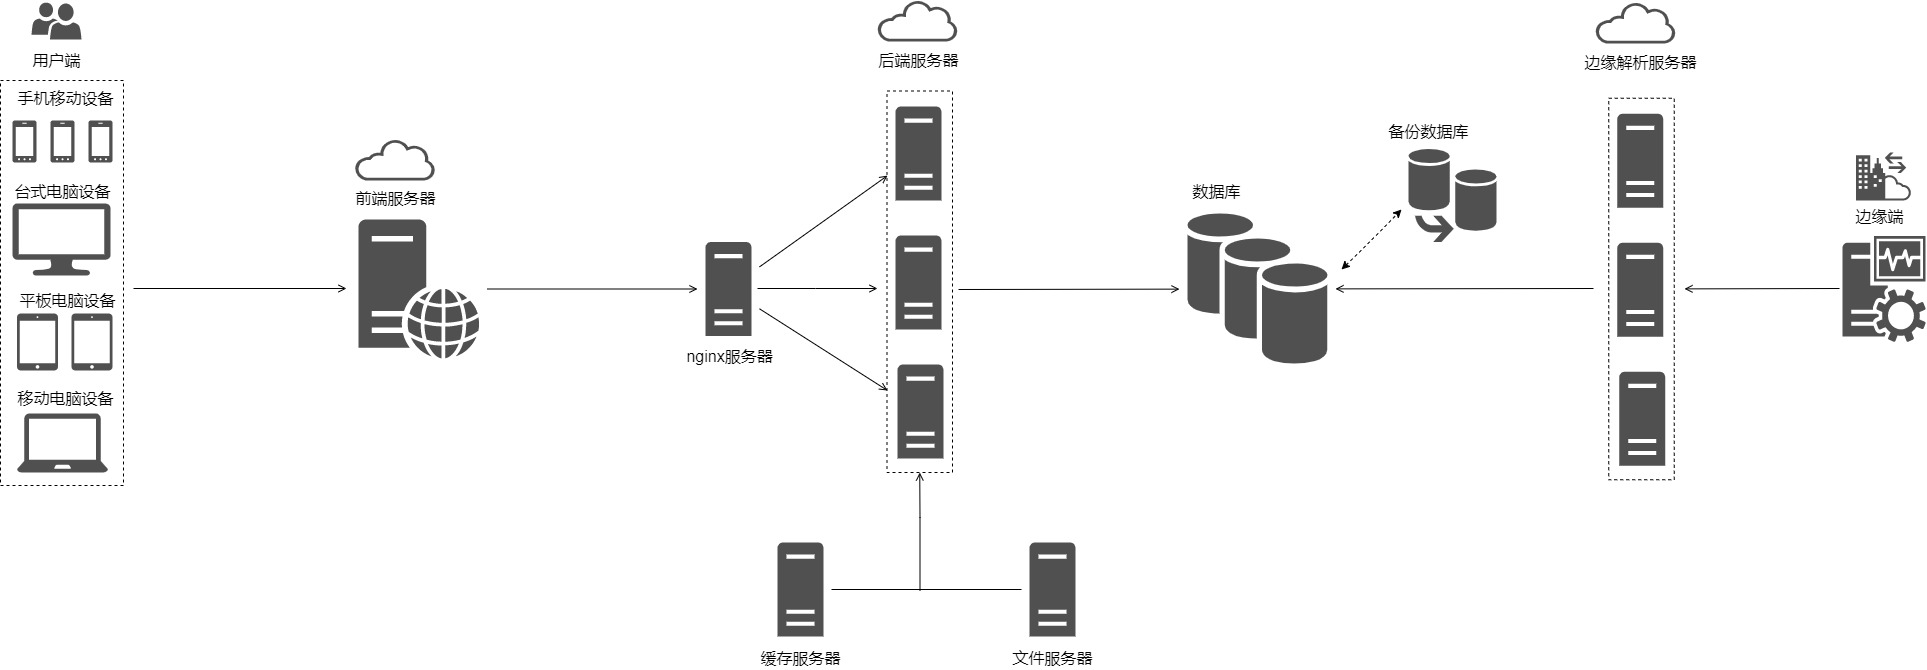 用户端
手机移动设备
台式电脑设备
平板电脑设备
移动电脑设备
前端服务器
nginx服务器
后端服务器
缓存服务器
文件服务器
数据库
备份数据库
边缘解析服务器
边缘端